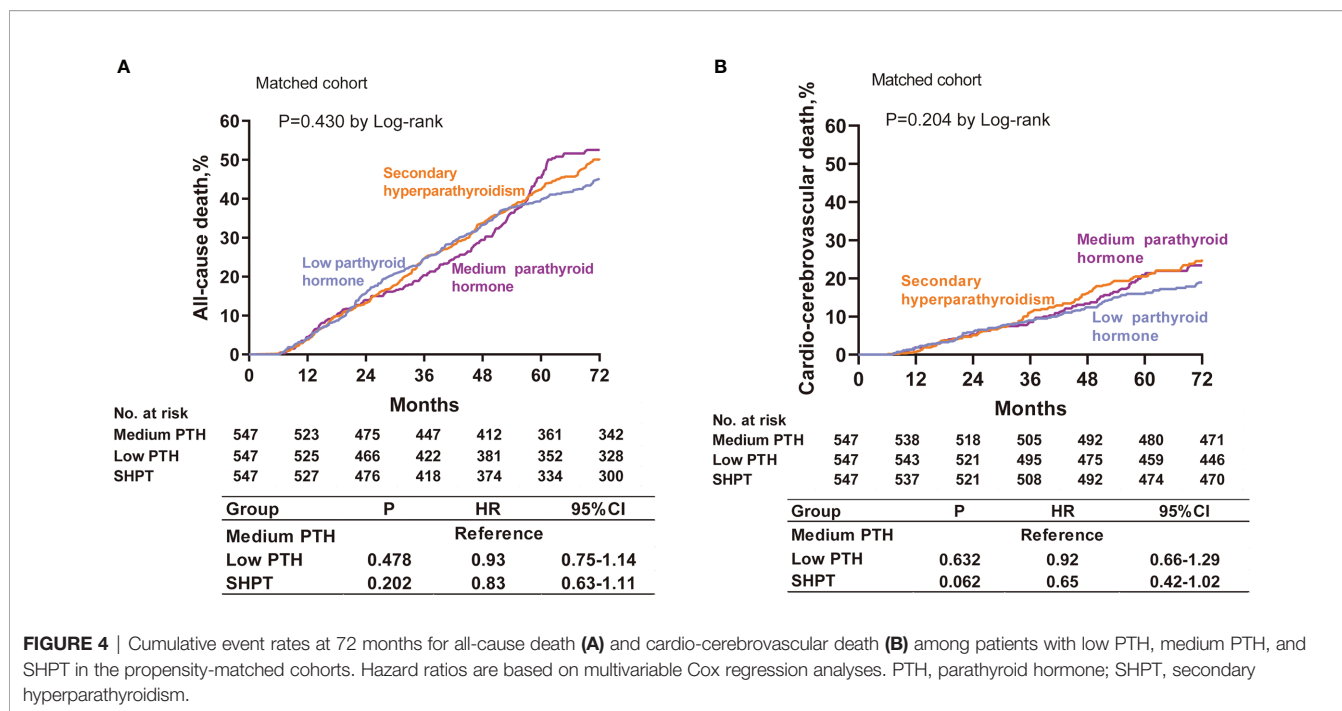 A
Matched cohort
P=0.430 by Log-rank
All-cause death,%
60
50
40
30
20
10
0
Secondary
hyperparathyroidism
Low parthyroid
hormone
Medium parathyroid
hormone
0 12 24 36 48 60 72
Months
No. at risk
Medium PTH 547 523 475 447 412 361 342
Low PTH 547 525 466 422 381 352 328
SHPT 547 527 476 418 374 334 300
Group P HR 95%CI
Medium PTH Reference
Low PTH 0.478 0.93 0.75-1.14
SHPT 0.202 0.83 0.63-1.11
B
Matched cohort
P=0.204 by Log-rank
Cardio-cerebrovascular death,%
60
50
40
30
20
10
0
Medium parathyroid
hormone
Secondary
hyperparathyroidism
Low parthyroid
hormone
0 12 24 36 48 60 72
Months
No. at risk
Medium PTH 547 538 518 505 492 480 471
Low PTH 547 543 521 495 475 459 446
SHPT 547 537 521 508 492 474 470
Group P HR 95%CI
Medium PTH Reference
Low PTH 0.632 0.92 0.66-1.29
SHPT 0.062 0.65 0.42-1.02
FIGURE 4 | Cumulative event rates at 72 months for all-cause death (A) and cardio-cerebrovascular death (B) among patients with low PTH, medium PTH, and
SHPT in the propensity-matched cohorts. Hazard ratios are based on multivariable Cox regression analyses. PTH, parathyroid hormone; SHPT, secondary
hyperparathyroidism.